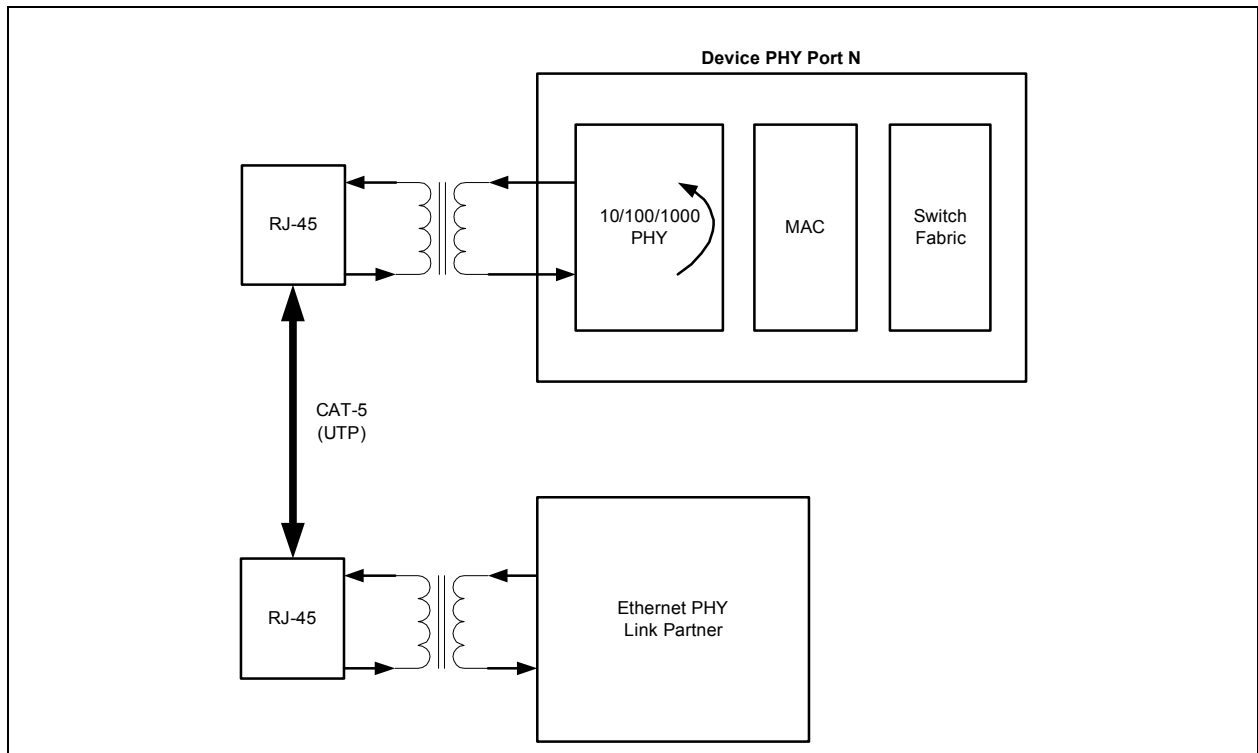 Device PHY Port N
RJ-45
10/100/1000
PHY
MAC
Switch
Fabric
CAT-5
(UTP)
RJ-45
Ethernet PHY
Link Partner